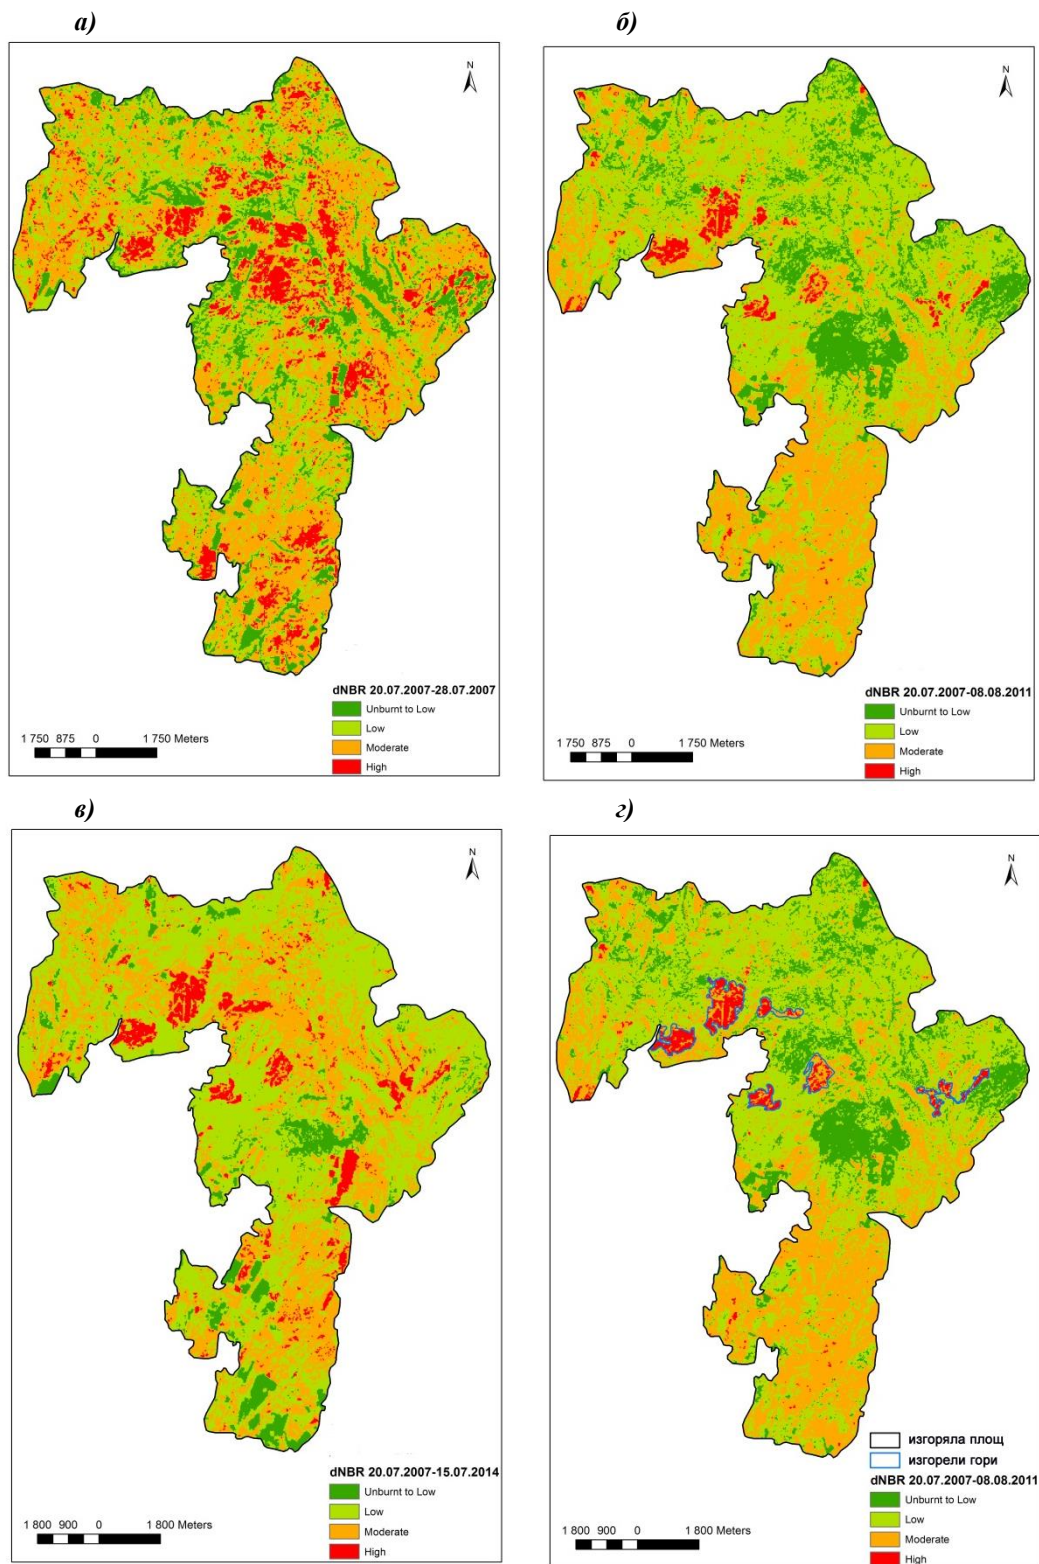 а)
N
dNBR 20.07.2007-28.07.2007
Unburnt to Low
Low
Moderate
High
1 750 875 0 1 750 Meters
б)
N
dNBR 20.07.2007-08.08.2011
Unburnt to Low
Low
Moderate
High
1 750 875 0 1 750 Meters
в)
N
dNBR 20.07.2007-15.07.2014
Unburnt to Low
Low
Moderate
High
1 800 900 0 1 800 Meters
г)
N
изгоряла площ
изгорели гори
dNBR 20.07.2007-08.08.2011
Unburnt to Low
Low
Moderate
High
1 800 900 0 1 800 Meters